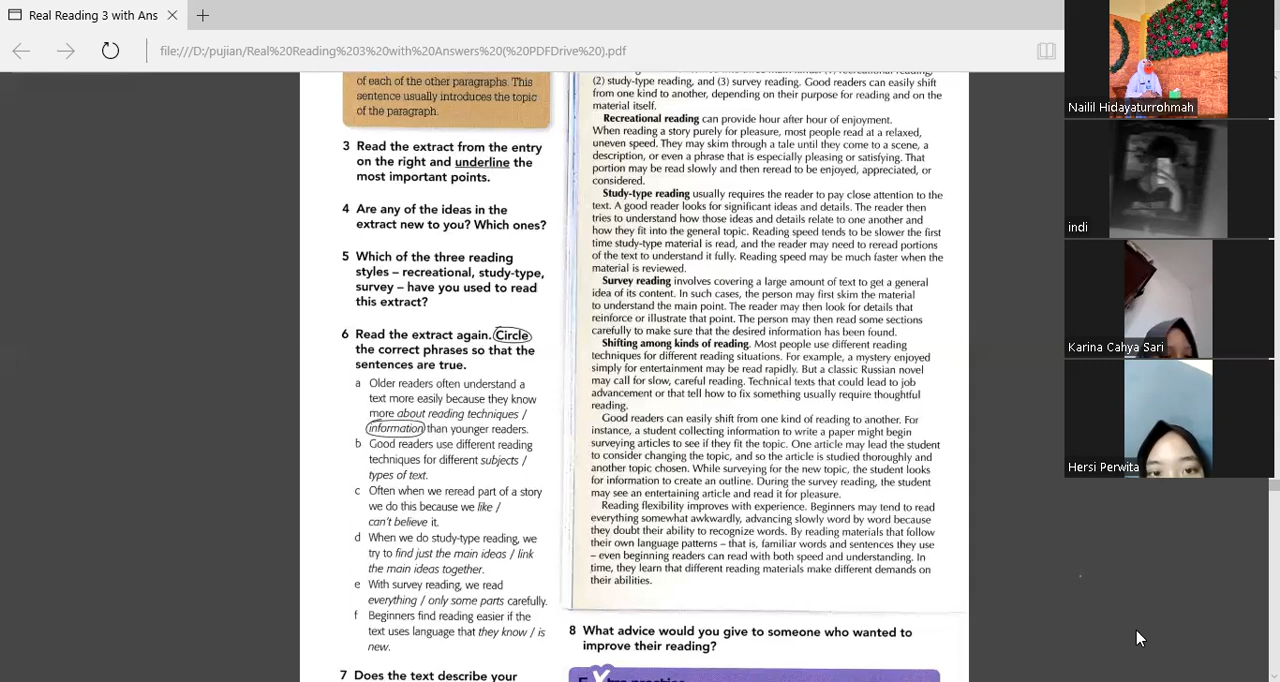 Real Reading 3 with Ans
file:///D:/pujian/Real%20Reading%203%20with%20Answers%20(%20PDFDrive%20).pdf
of each of the other paragraphs. This
sentence usually introduces the topic
of the paragraph.
3 Read the extract from the entry
on the right and underline the
most important points.
4 Are any of the ideas in the
extract new to you? Which ones?
5 Which of the three reading
styles – recreational, study-type,
survey – have you used to read
this extract?
6 Read the extract again. Circle
the correct phrases so that the
sentences are true.
a Older readers often understand a
text more easily because they know
more about reading techniques /
information than younger readers.
b Good readers use different reading
techniques for different subjects /
types of text.
c Often when we reread part of a story
we do this because we like /
can't believe it.
d When we do study-type reading, we
try to find just the main ideas / link
the main ideas together.
e With survey reading, we read
everything / only some parts carefully.
f Beginners find reading easier if the
text uses language that they know / is
new.
7 Does the text describe your
(2) study-type reading, and (3) survey reading. Good readers can easily shift
from one kind to another, depending on their purpose for reading and on the
material itself.
Recreational reading can provide hour after hour of enjoyment.
When reading a story purely for pleasure, most people read at a relaxed,
uneven speed. They may skim through a tale until they come to a scene, a
description, or even a phrase that is especially pleasing or satisfying. That
portion may be read slowly and then reread to be enjoyed, appreciated, or
considered.
Study-type reading usually requires the reader to pay close attention to the
text. A good reader looks for significant ideas and details. The reader then
tries to understand how those ideas and details relate to one another and
how they fit into the general topic. Reading speed tends to be slower the first
time study-type material is read, and the reader may need to reread portions
of the text to understand it fully. Reading speed may be much faster when the
material is reviewed.
Survey reading involves covering a large amount of text to get a general
idea of its content. In such cases, the person may first skim the material
to understand the main point. The reader may then look for details that
reinforce or illustrate that point. The person may then read some sections
carefully to make sure that the desired information has been found.
Shifting among kinds of reading. Most people use different reading
techniques for different reading situations. For example, a mystery enjoyed
simply for entertainment may be read rapidly. But a classic Russian novel
may call for slow, careful reading. Technical texts that could lead to job
advancement or that tell how to fix something usually require thoughtful
reading.
Good readers can easily shift from one kind of reading to another. For
instance, a student collecting information to write a paper might begin
surveying articles to see if they fit the topic. One article may lead the student
to consider changing the topic, and so the article is studied thoroughly and
another topic chosen. While surveying for the new topic, the student looks
for information to create an outline. During the survey reading, the student
may see an entertaining article and read it for pleasure.
Reading flexibility improves with experience. Beginners may tend to read
everything somewhat awkwardly, advancing slowly word by word because
they doubt their ability to recognize words. By reading materials that follow
their own language patterns – that is, familiar words and sentences they use
– even beginning readers can read with both speed and understanding. In
time, they learn that different reading materials make different demands on
their abilities.
8 What advice would you give to someone who wanted to
improve their reading?
Nailil Hidayaturrohmah
indi
Karina Cahya Sari
Hersi Perwita